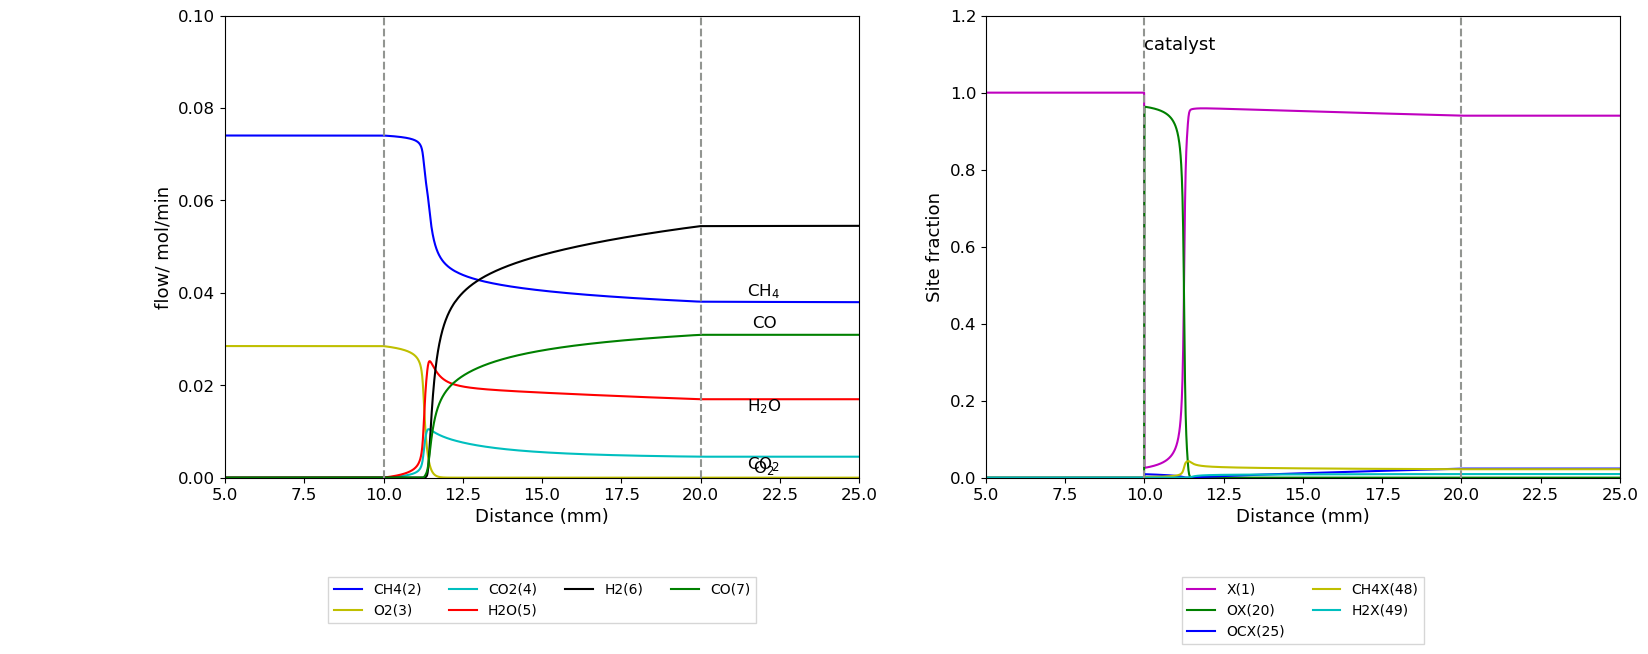 0.10
0.08
0.06
0.04
0.02
0.00
flow/ mol/min
5.0 7.5 10.0 12.5 15.0 17.5 20.0 22.5 25.0
Distance (mm)
CH₄
CO
H₂O
CO₂
O₂
CH4(2) CO2(4) H2(6) CO(7)
O2(3) H2O(5)
1.2
1.0
0.8
0.6
0.4
0.2
0.0
Site fraction
catalyst
5.0 7.5 10.0 12.5 15.0 17.5 20.0 22.5 25.0
Distance (mm)
X(1) CH4X(48)
OX(20) H2X(49)
OCX(25)